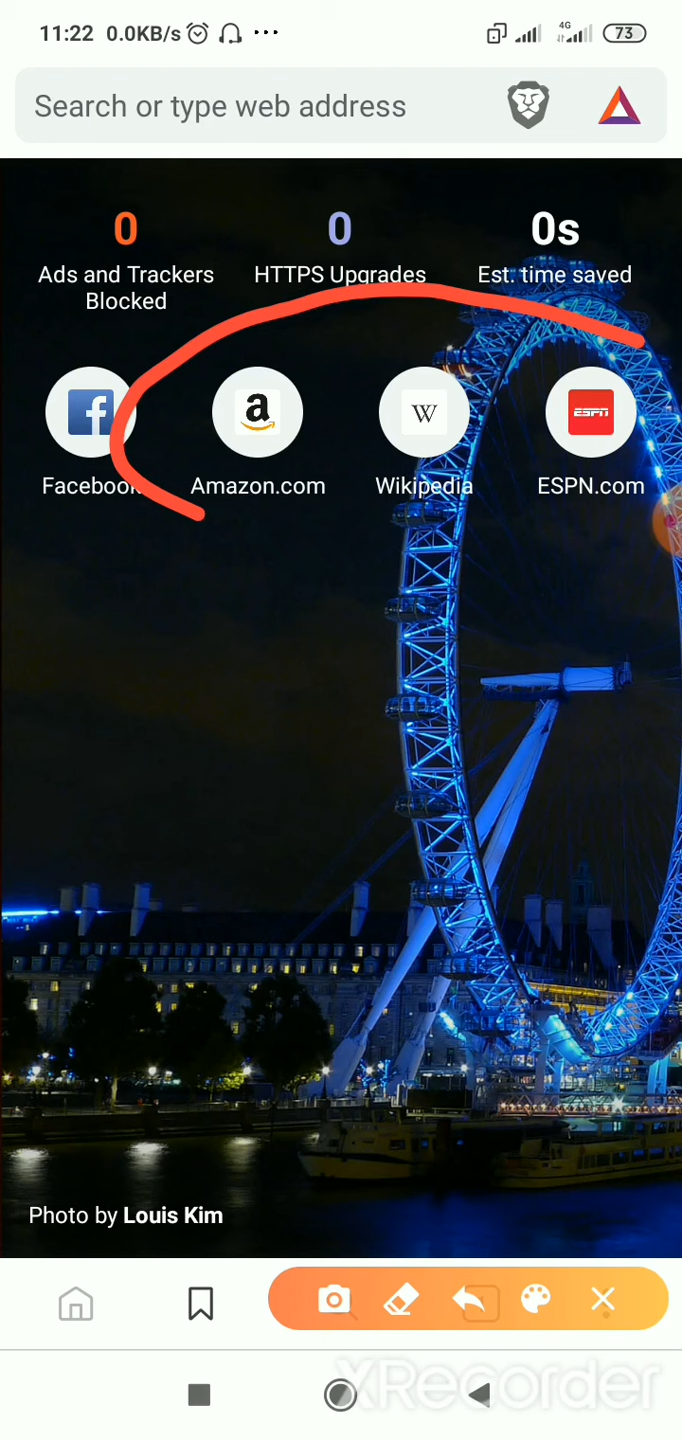 11:22 0.0KB/s ... 4G 73
Search or type web address
0 0 0s
Ads and Trackers Blocked HTTPS Upgrades Est. time saved
f a W ESPN
Facebook Amazon.com Wikipedia ESPN.com
Photo by Louis Kim
XRecorder